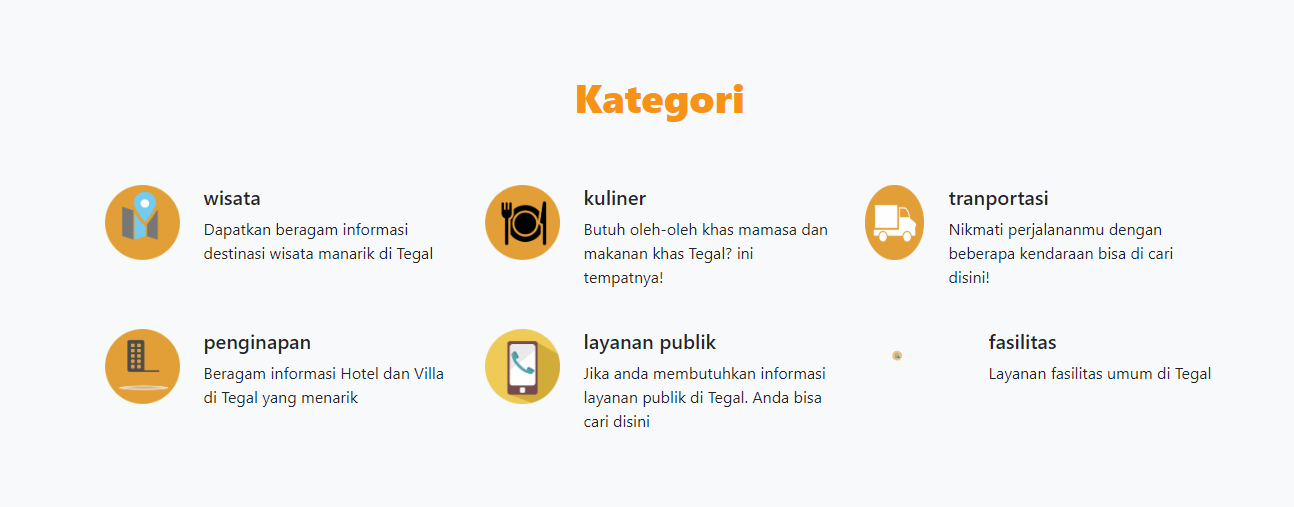 Kategori
wisata
Dapatkan beragam informasi
destinasi wisata manarik di Tegal
kuliner
Butuh oleh-oleh khas mamasa dan
makanan khas Tegal? ini
tempatnya!
tranportasi
Nikmati perjalananmu dengan
beberapa kendaraan bisa di cari
disini!
penginapan
Beragam informasi Hotel dan Villa
di Tegal yang menarik
layanan publik
Jika anda membutuhkan informasi
layanan publik di Tegal. Anda bisa
cari disini
fasilitas
Layanan fasilitas umum di Tegal